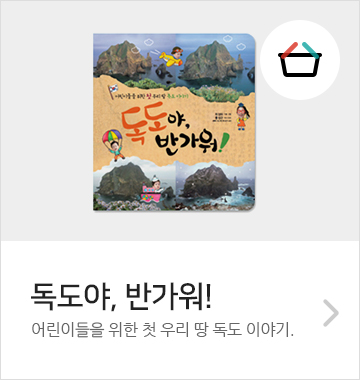 어린이들을 위한 첫 우리 땅 독도 이야기
독도야,
반가워!
독도야, 반가워!
어린이들을 위한 첫 우리 땅 독도 이야기.